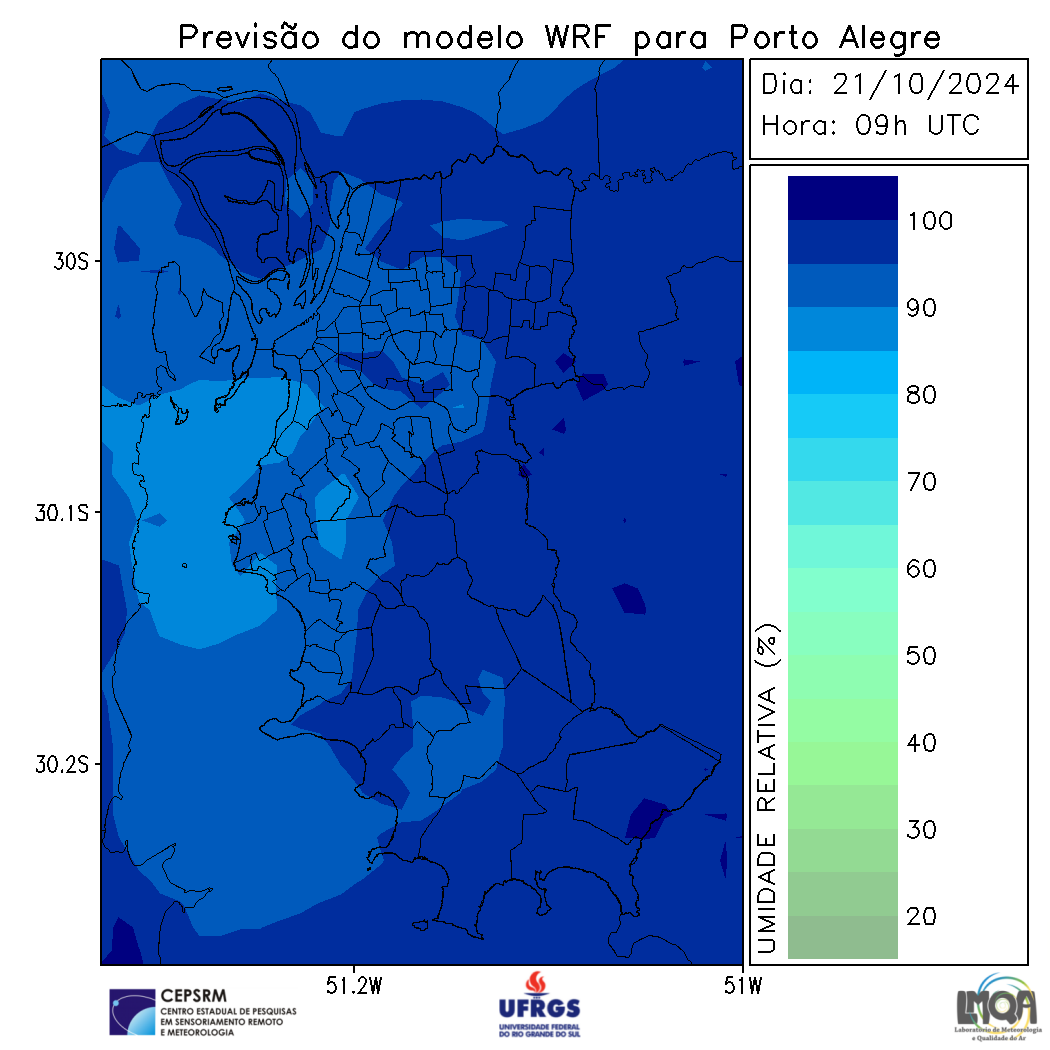 Previsão do modelo WRF para Porto Alegre
Dia: 21/10/2024
Hora: 09h UTC
30S
30.1S
30.2S
51.2W
51W
100
90
80
70
60
50
40
30
20
UMIDADE RELATIVA (%)
CEPSRM
CENTRO ESTADUAL DE PESQUISAS
EM SENSORIAMENTO REMOTO
E METEOROLOGIA
UFRGS
UNIVERSIDADE FEDERAL
DO RIO GRANDE DO SUL
LMQA
Laboratório de Meteorologia
e Qualidade do Ar